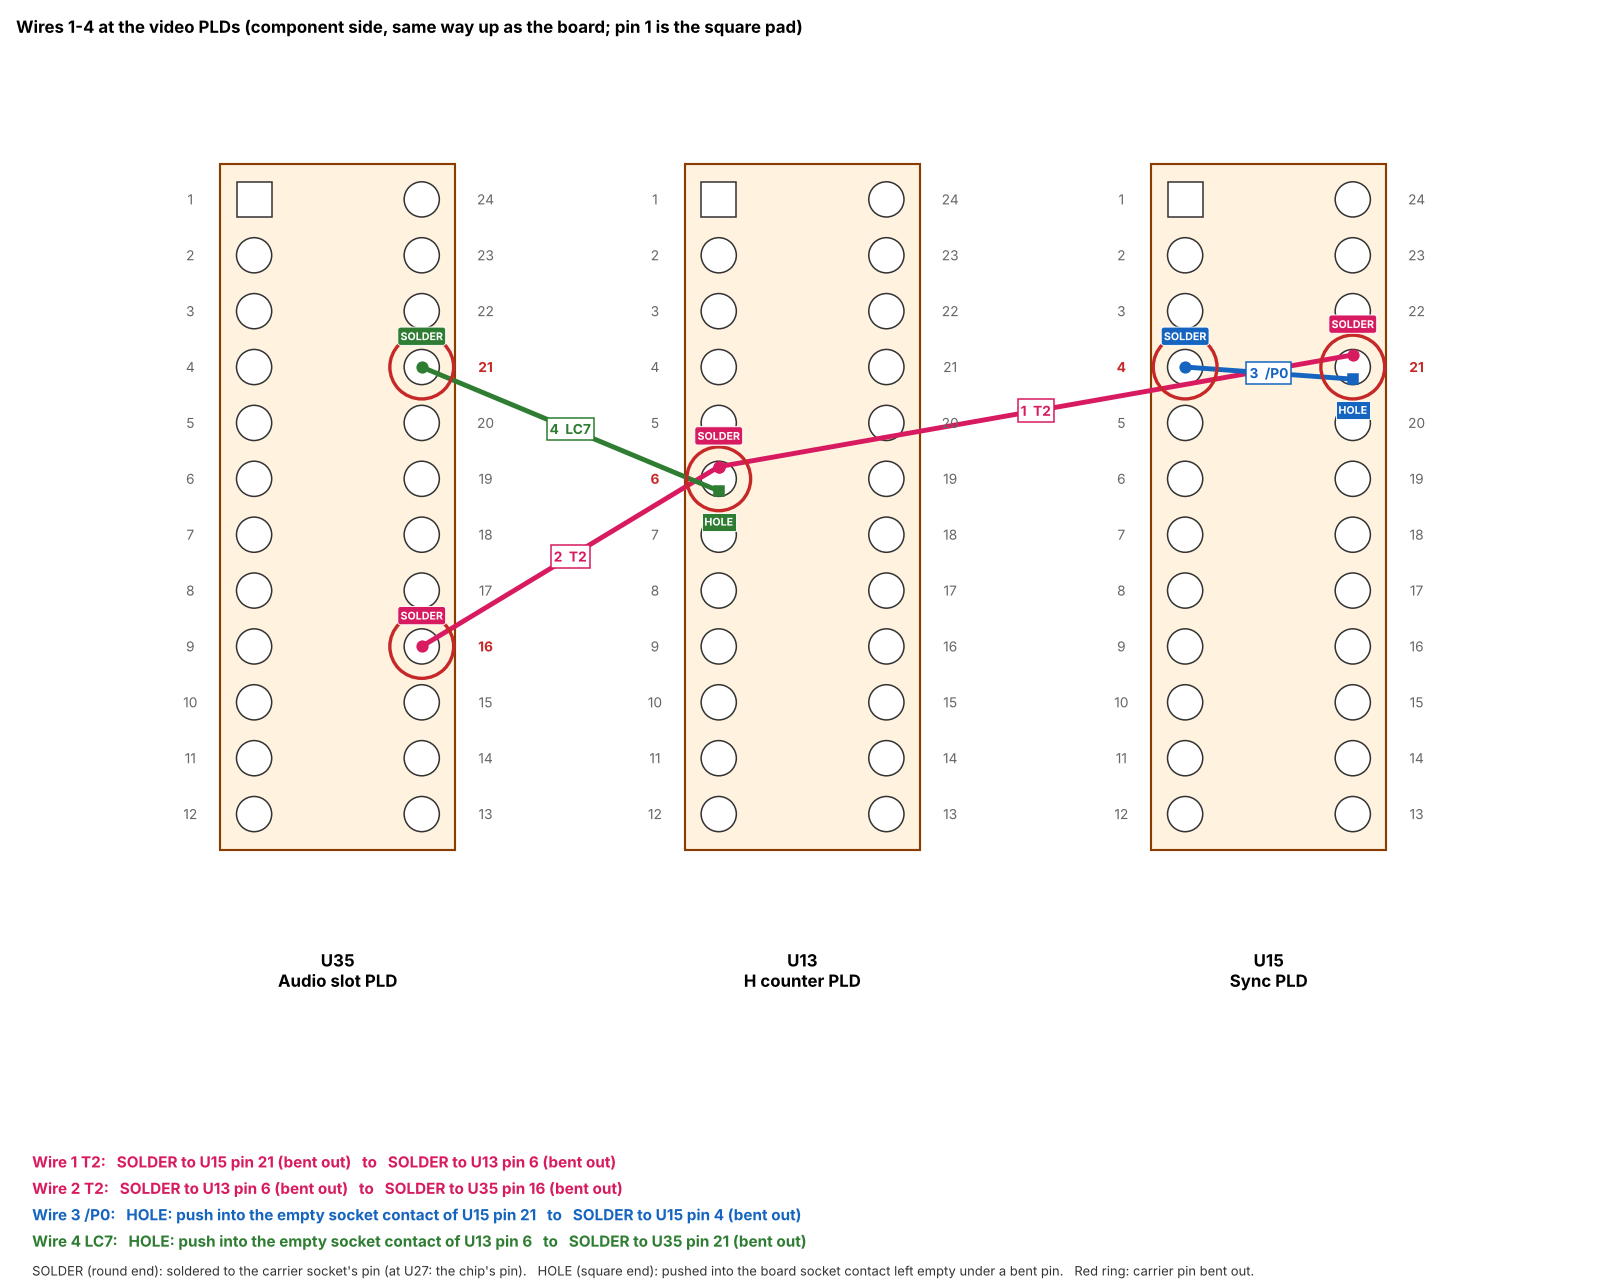 Wires 1-4 at the video PLDs (component side, same way up as the board; pin 1 is the square pad)
1 24 1 24 1 24
2 23 2 23 2 23
3 22 3 22 3 22
SOLDER SOLDER SOLDER
4 21 4 21 4 3 /P0 21
1 T2 HOLE
5 4 LC7 20 5 20 5 20
SOLDER
6 19 6 19 6 19
HOLE
7 18 7 18 7 18
2 T2
8 17 8 17 8 17
SOLDER
9 16 9 16 9 16
10 15 10 15 10 15
11 14 11 14 11 14
12 13 12 13 12 13
U35 U13 U15
Audio slot PLD H counter PLD Sync PLD
Wire 1 T2: SOLDER to U15 pin 21 (bent out) to SOLDER to U13 pin 6 (bent out)
Wire 2 T2: SOLDER to U13 pin 6 (bent out) to SOLDER to U35 pin 16 (bent out)
Wire 3 /P0: HOLE: push into the empty socket contact of U15 pin 21 to SOLDER to U15 pin 4 (bent out)
Wire 4 LC7: HOLE: push into the empty socket contact of U13 pin 6 to SOLDER to U35 pin 21 (bent out)
SOLDER (round end): soldered to the carrier socket's pin (at U27: the chip's pin). HOLE (square end): pushed into the board socket contact left empty under a bent pin. Red ring: carrier pin bent out.